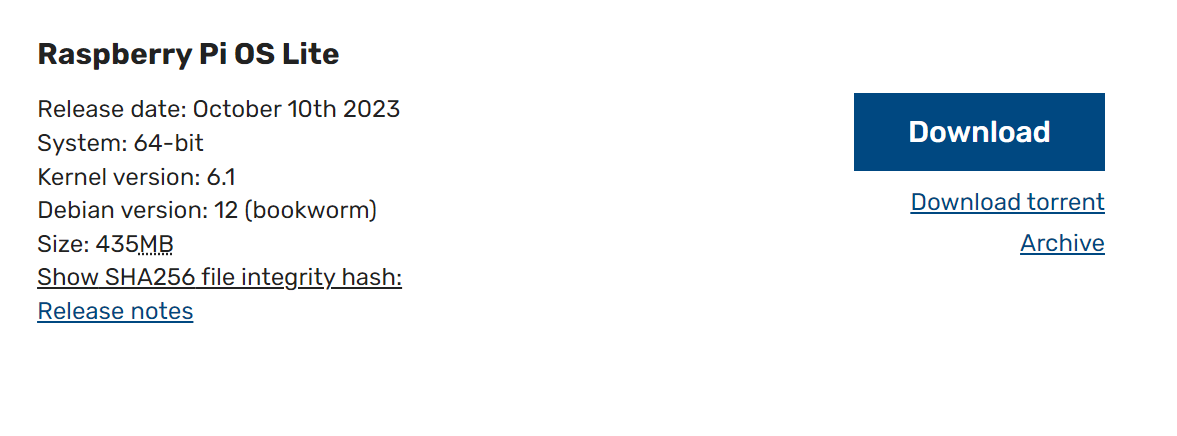 Raspberry Pi OS Lite
Release date: October 10th 2023
System: 64-bit
Kernel version: 6.1
Debian version: 12 (bookworm)
Size: 435MB
Show SHA256 file integrity hash:
Release notes
Download
Download torrent
Archive